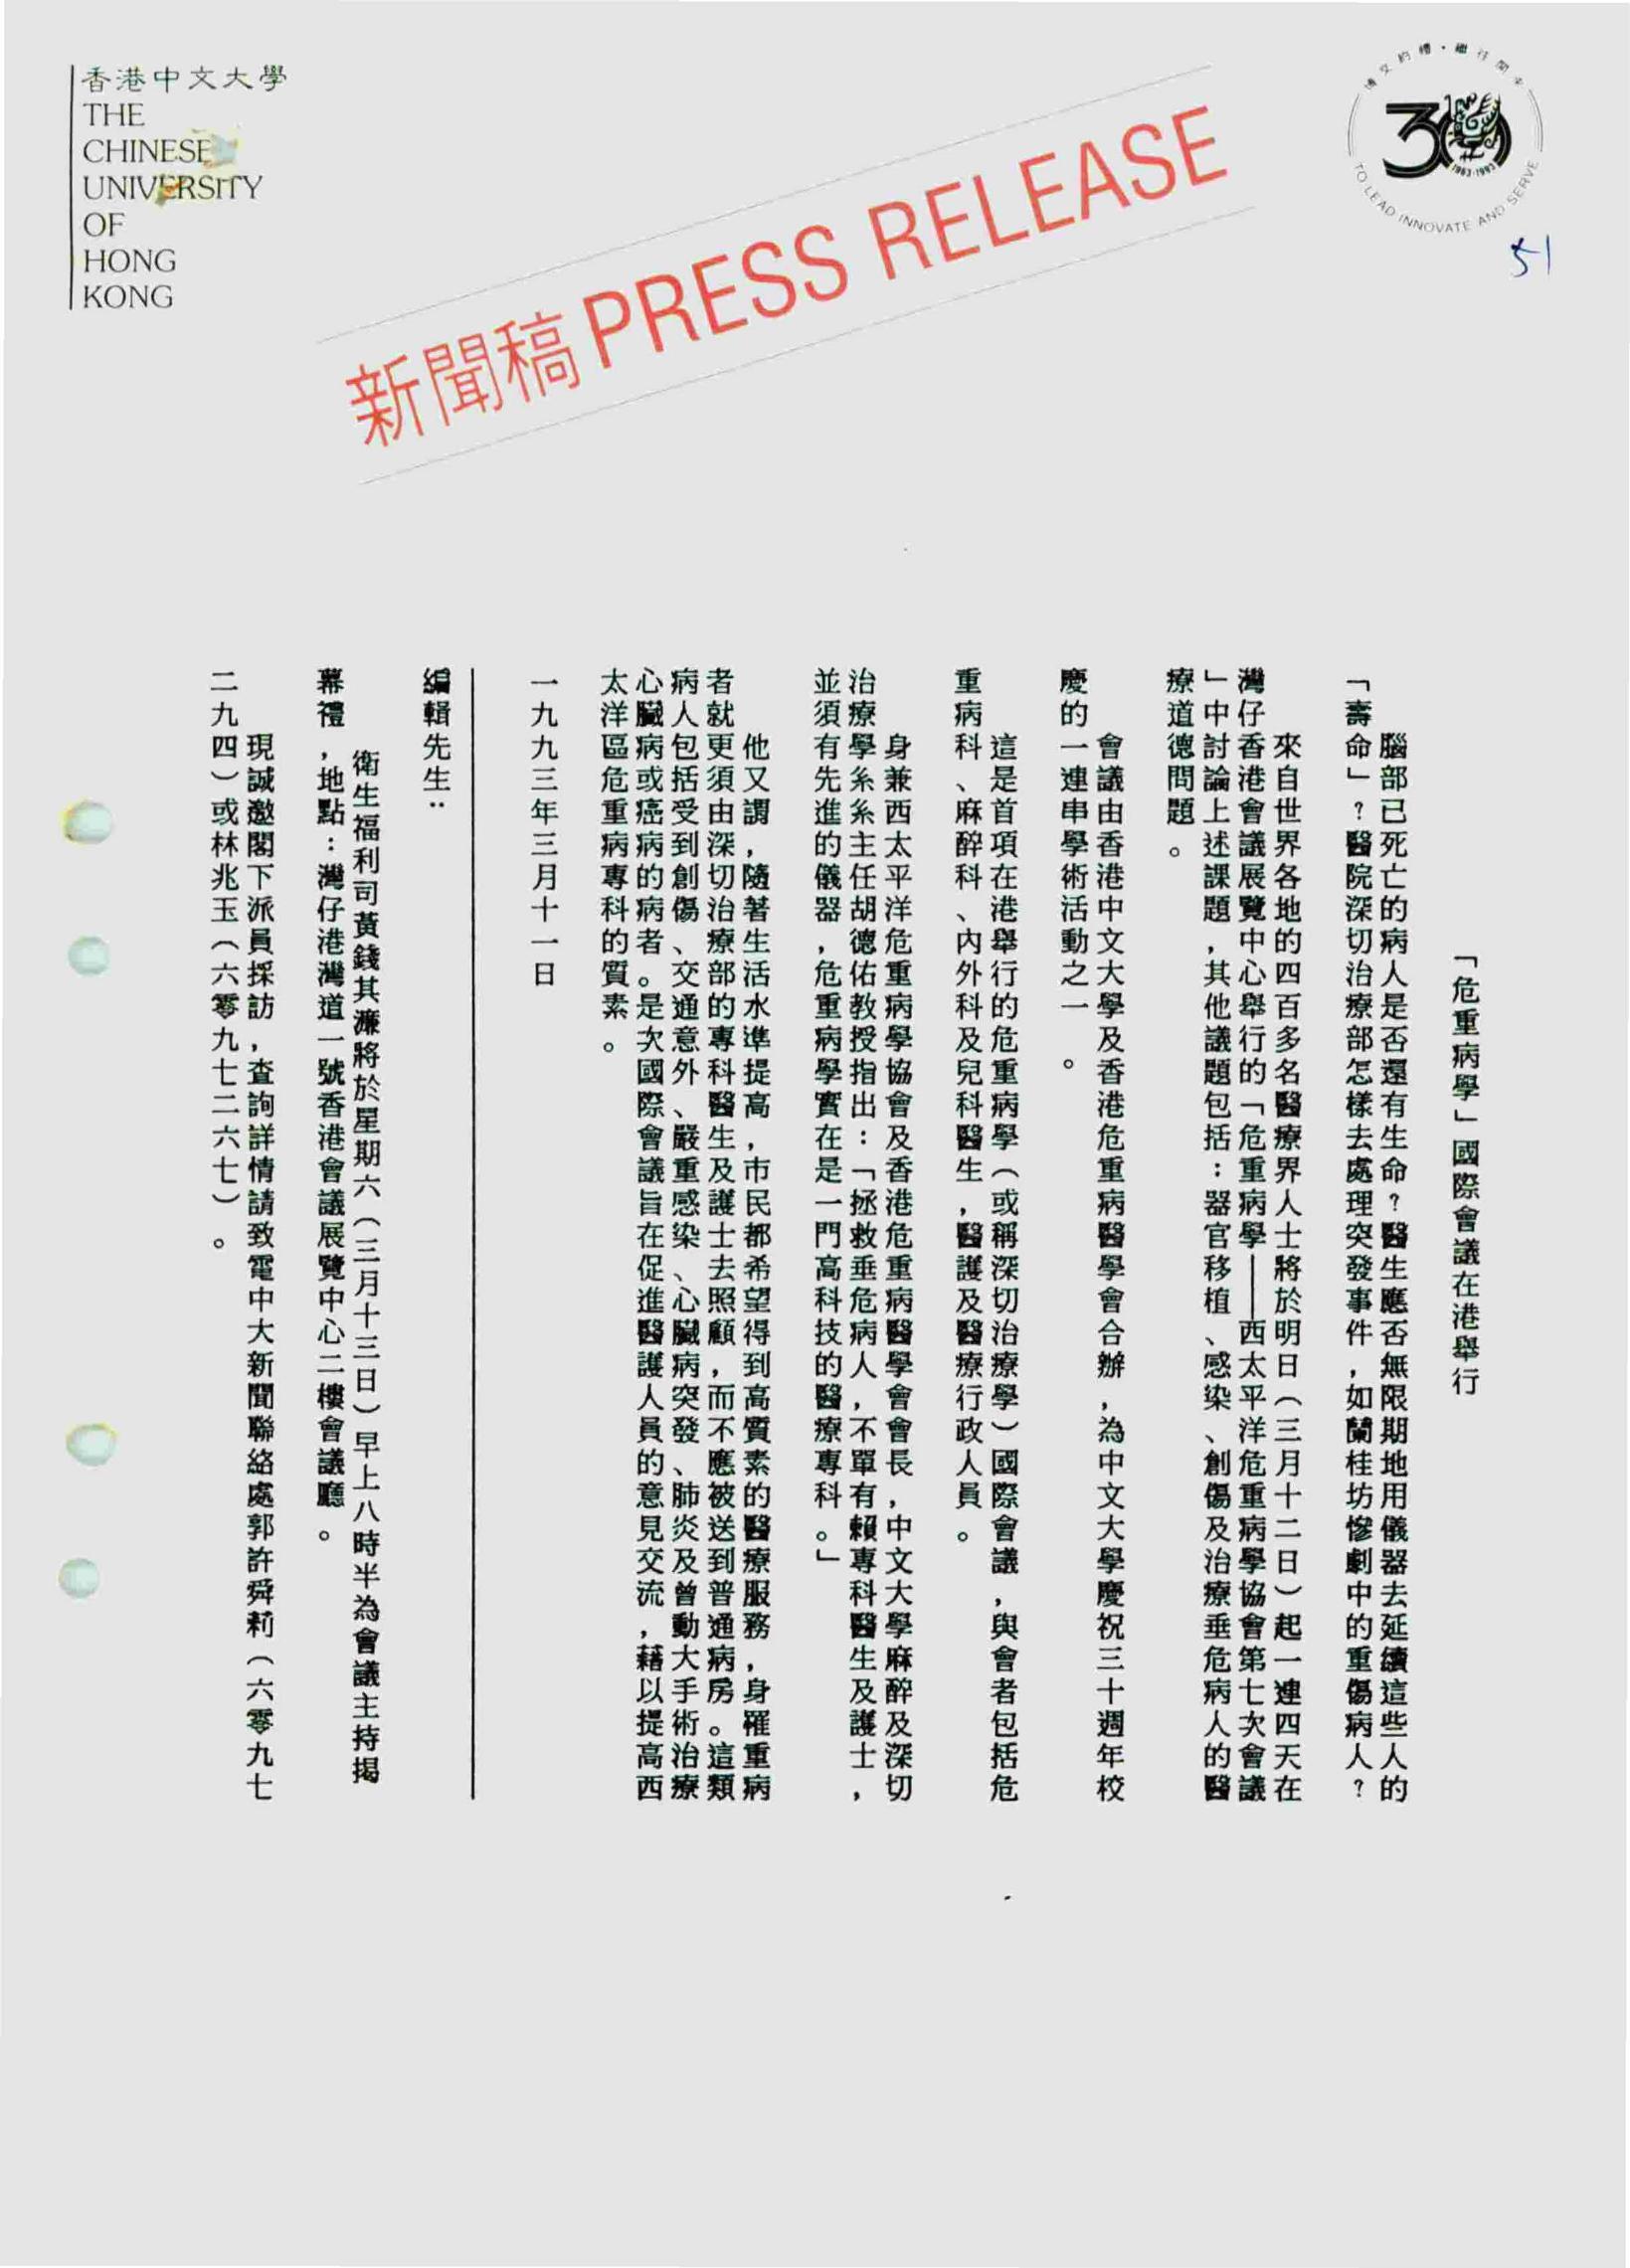 香港中文大學
THE
CHINESE
UNIVERSITY
OF
HONG
KONG
新聞稿 PRESS RELEASE
博文約禮·繼往開來
30
1963-1993
TO LEAD INNOVATE AND SERVE
51
「危重病學」國際會議在港舉行
腦部已死亡的病人是否還有生命？醫生應否無限期地用儀器去延續這些人的
「壽命」？醫院深切治療部怎樣去處理突發事件，如蘭桂坊慘劇中的重傷病人？
來自世界各地的四百多名醫療界人士將於明日（三月十二日）起一連四天在
灣仔香港會議展覽中心舉行的「危重病學——西太平洋危重病學協會第七次會議
」中討論上述課題，其他議題包括：器官移植、感染、創傷及治療垂危病人的醫
療道德問題。
會議由香港中文大學及香港危重病醫學會合辦，為中文大學慶祝三十週年校
慶的一連串學術活動之一。
這是首項在港舉行的危重病學（或稱深切治療學）國際會議，與會者包括危
重病科、麻醉科、內外科及兒科醫生，醫護及醫療行政人員。
身兼西太平洋危重病學協會及香港危重病醫學會會長，中文大學麻醉及深切
治療學系系主任胡德佑教授指出：「拯救垂危病人，不單有賴專科醫生及護士，
並須有先進的儀器，危重病學實在是一門高科技的醫療專科。」
他又謂，隨著生活水準提高，市民都希望得到高質素的醫療服務，身罹重病
者就更須由深切治療部的專科醫生及護士去照顧，而不應被送到普通病房。這類
病人包括受到創傷、交通意外、嚴重感染、心臟病突發、肺炎及曾動大手術治療
心臟病或癌病的病者。是次國際會議旨在促進醫護人員的意見交流，藉以提高西
太洋區危重病專科的質素。
一九九三年三月十一日
編輯先生：
衛生福利司黃錢其濂將於星期六（三月十三日）早上八時半為會議主持揭
幕禮，地點：灣仔港灣道一號香港會議展覽中心二樓會議廳。
現誠邀閣下派員採訪，查詢詳情請致電中大新聞聯絡處郭許舜莉（六零九七
二九四）或林兆玉（六零九七二六七）。